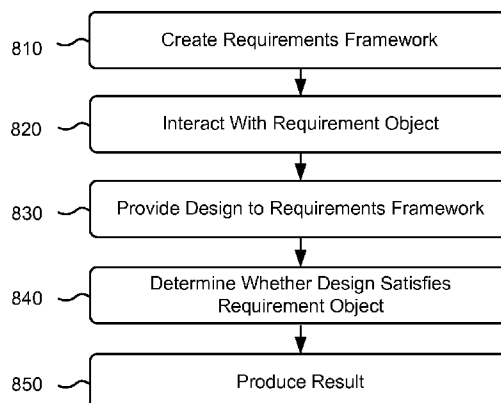 810
Create Requirements Framework
820
Interact With Requirement Object
830
Provide Design to Requirements Framework
840
Determine Whether Design Satisfies
Requirement Object
850
Produce Result